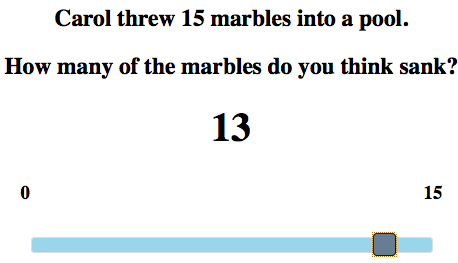 Carol threw 15 marbles into a pool.
How many of the marbles do you think sank?
13
0 15